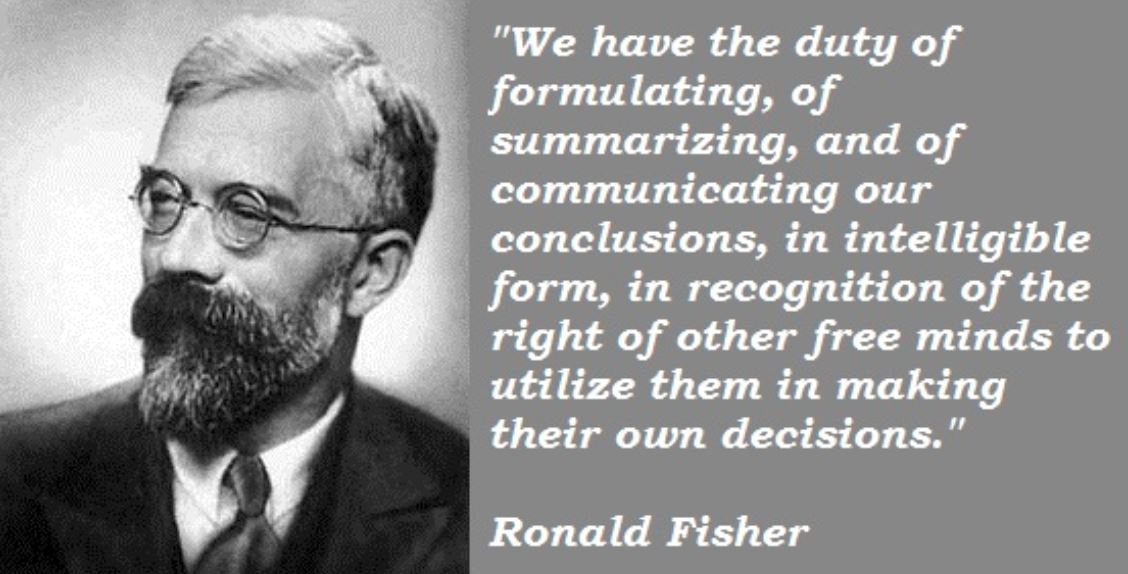 "We have the duty of
formulating, of
summarizing, and of
communicating our
conclusions, in intelligible
form, in recognition of the
right of other free minds to
utilize them in making
their own decisions."
Ronald Fisher